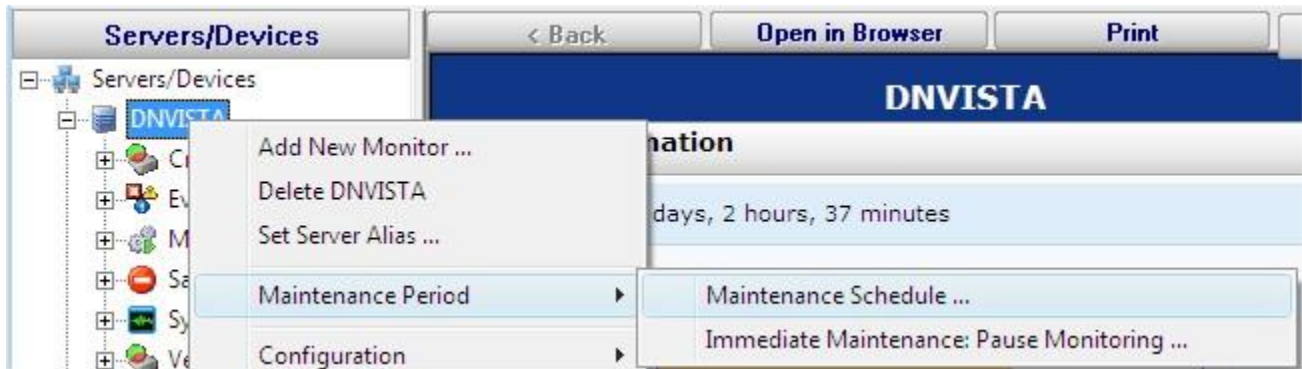 Servers/Devices
< Back
Open in Browser
Print
Servers/Devices
DNVISTA
DNVISTA
Add New Monitor ...
Delete DNVISTA
Set Server Alias ...
Maintenance Period
Configuration
days, 2 hours, 37 minutes
Maintenance Schedule ...
Immediate Maintenance: Pause Monitoring ...